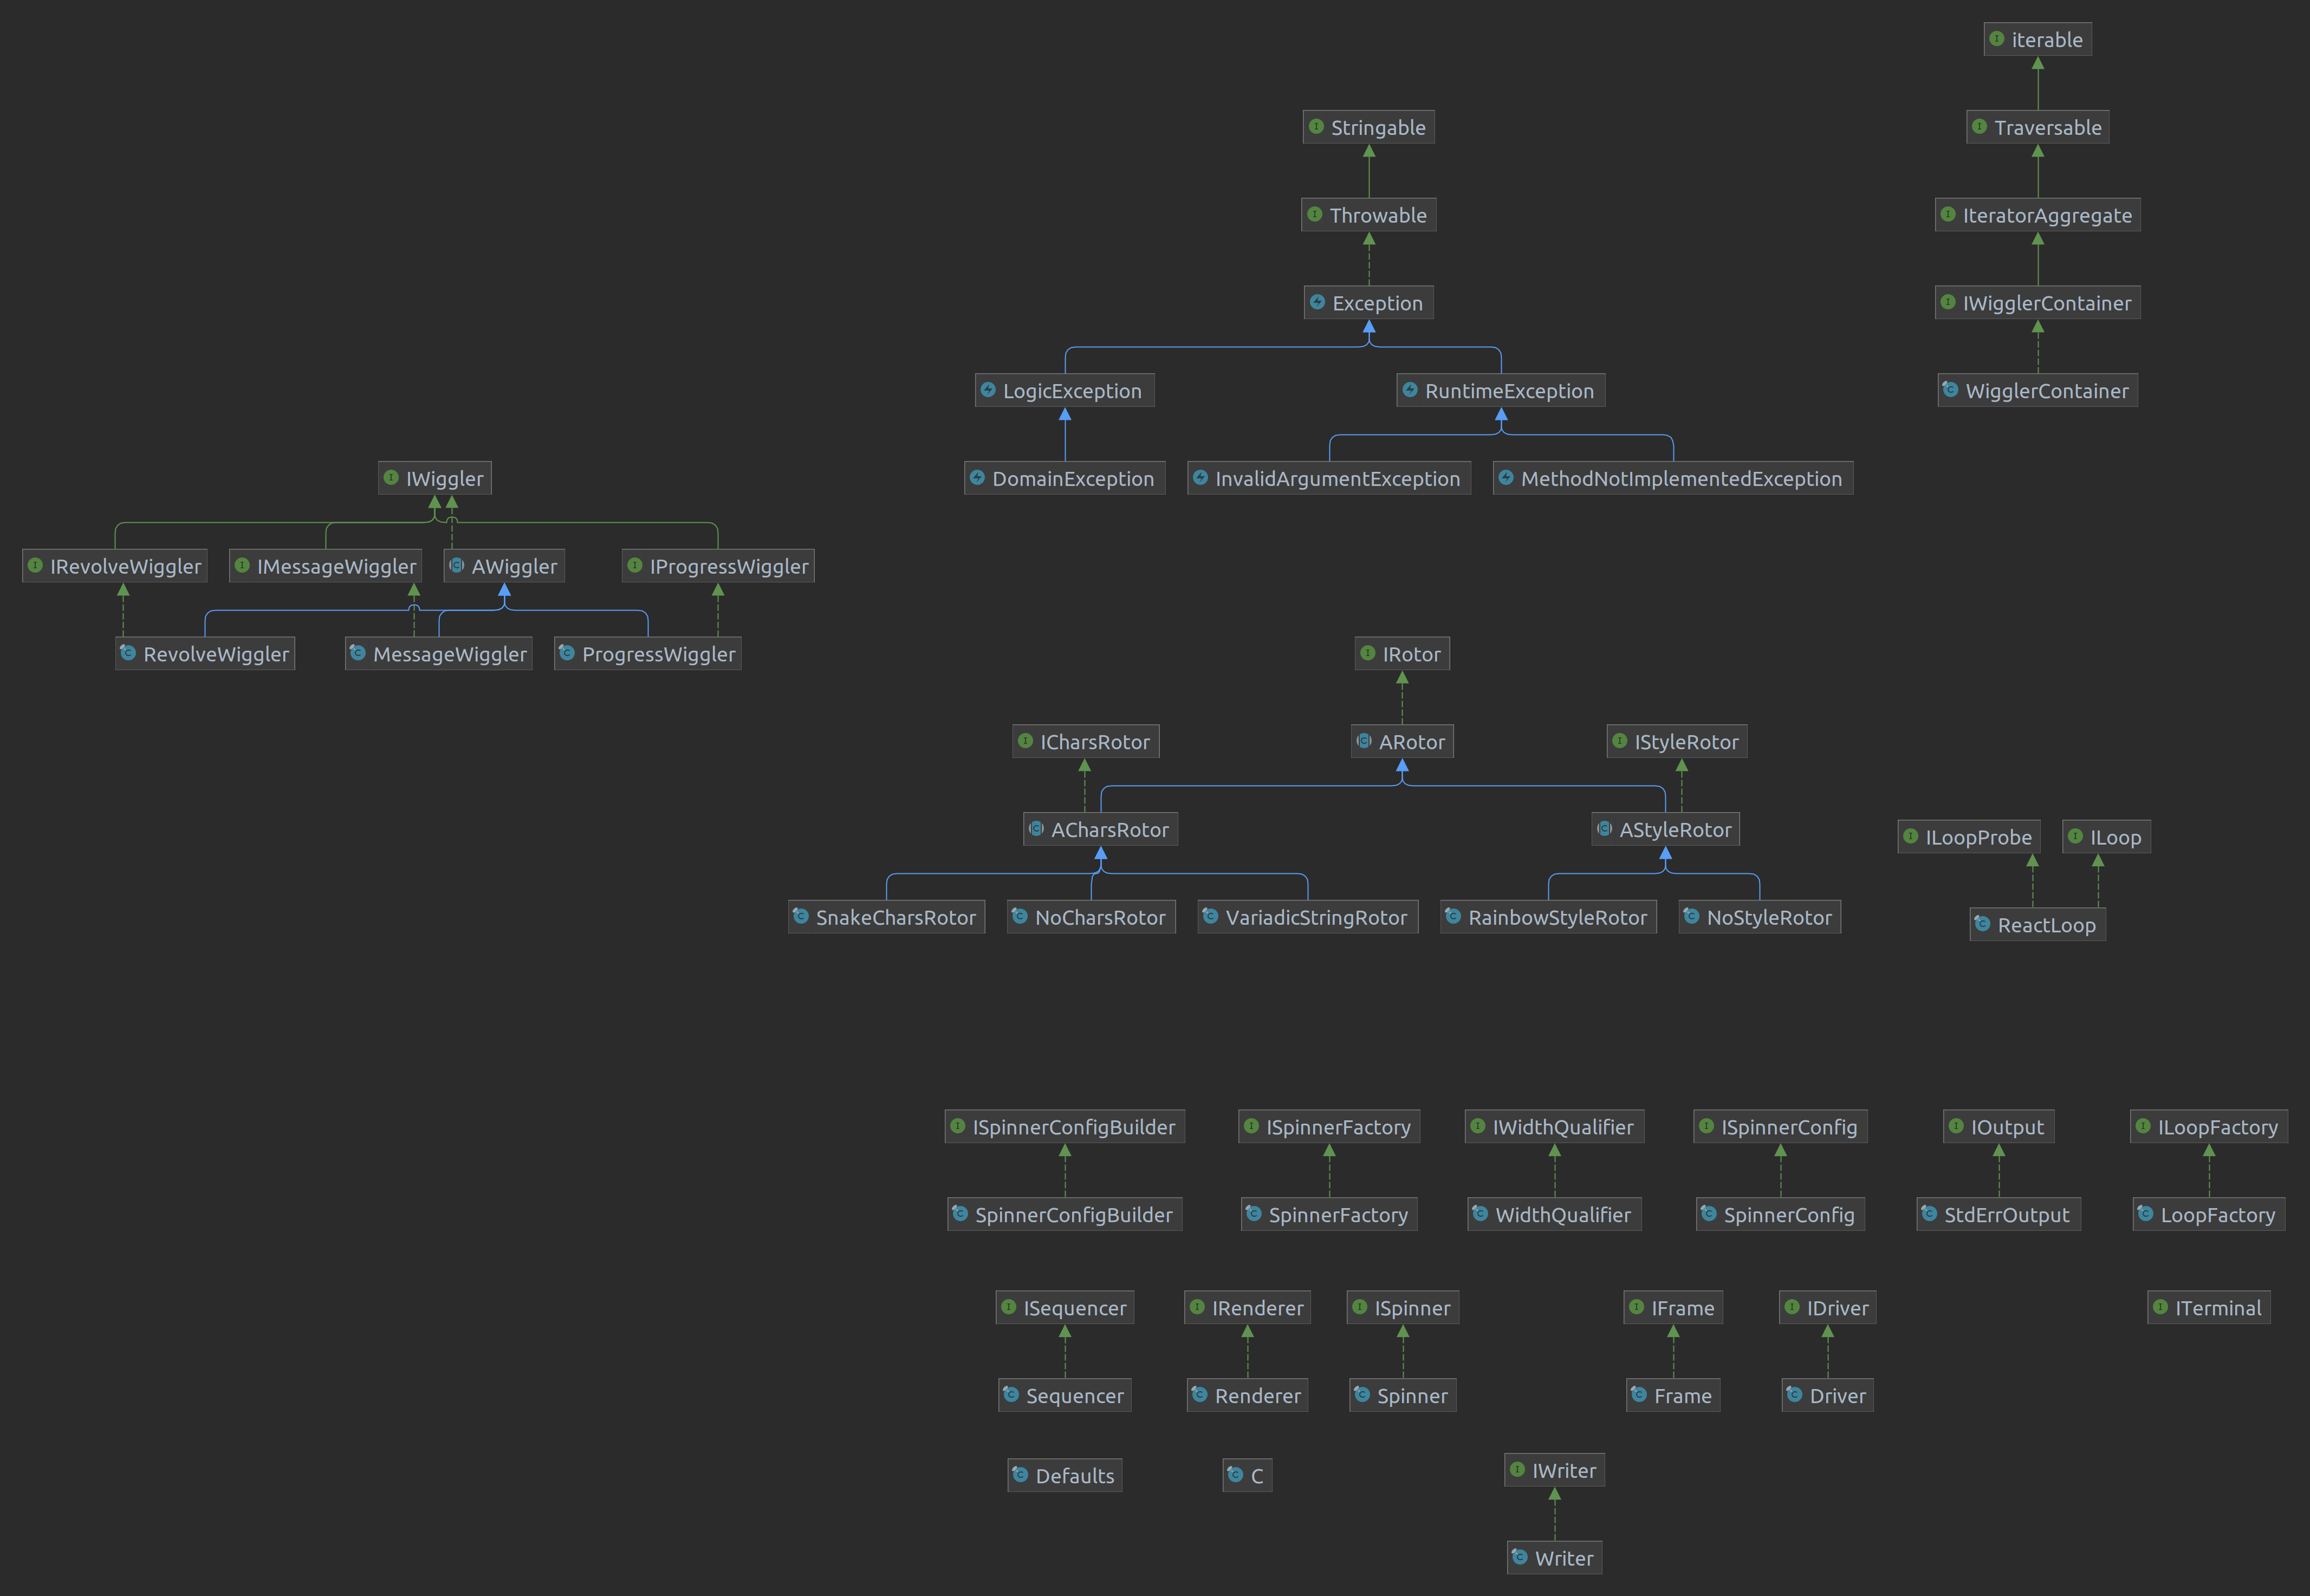 iterable
Stringable
Traversable
Throwable
IteratorAggregate
Exception
IWigglerContainer
LogicException
RuntimeException
WigglerContainer
IWiggler
DomainException
InvalidArgumentException
MethodNotImplementedException
IRevolveWiggler
IMessageWiggler
AWiggler
IProgressWiggler
RevolveWiggler
MessageWiggler
ProgressWiggler
IRotor
ICharsRotor
ARotor
IStyleRotor
ACharsRotor
AStyleRotor
ILoopProbe
ILoop
SnakeCharsRotor
NoCharsRotor
VariadicStringRotor
RainbowStyleRotor
NoStyleRotor
ReactLoop
ISpinnerConfigBuilder
ISpinnerFactory
IWidthQualifier
ISpinnerConfig
IOutput
ILoopFactory
SpinnerConfigBuilder
SpinnerFactory
WidthQualifier
SpinnerConfig
StdErrOutput
LoopFactory
ISequencer
IRenderer
ISpinner
IFrame
IDriver
ITerminal
Sequencer
Renderer
Spinner
Frame
Driver
Defaults
C
IWriter
Writer